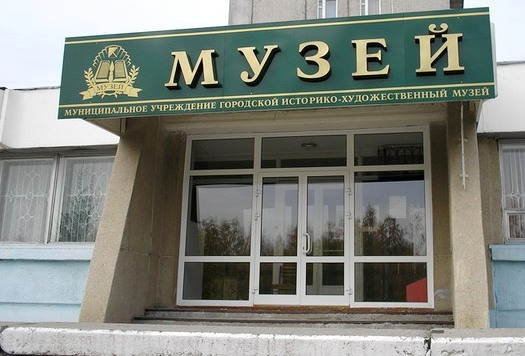 МУЗЕЙ
МУЗЕЙ
МУНИЦИПАЛЬНОЕ УЧРЕЖДЕНИЕ ГОРОДСКОЙ ИСТОРИКО-ХУДОЖЕСТВЕННЫЙ МУЗЕЙ